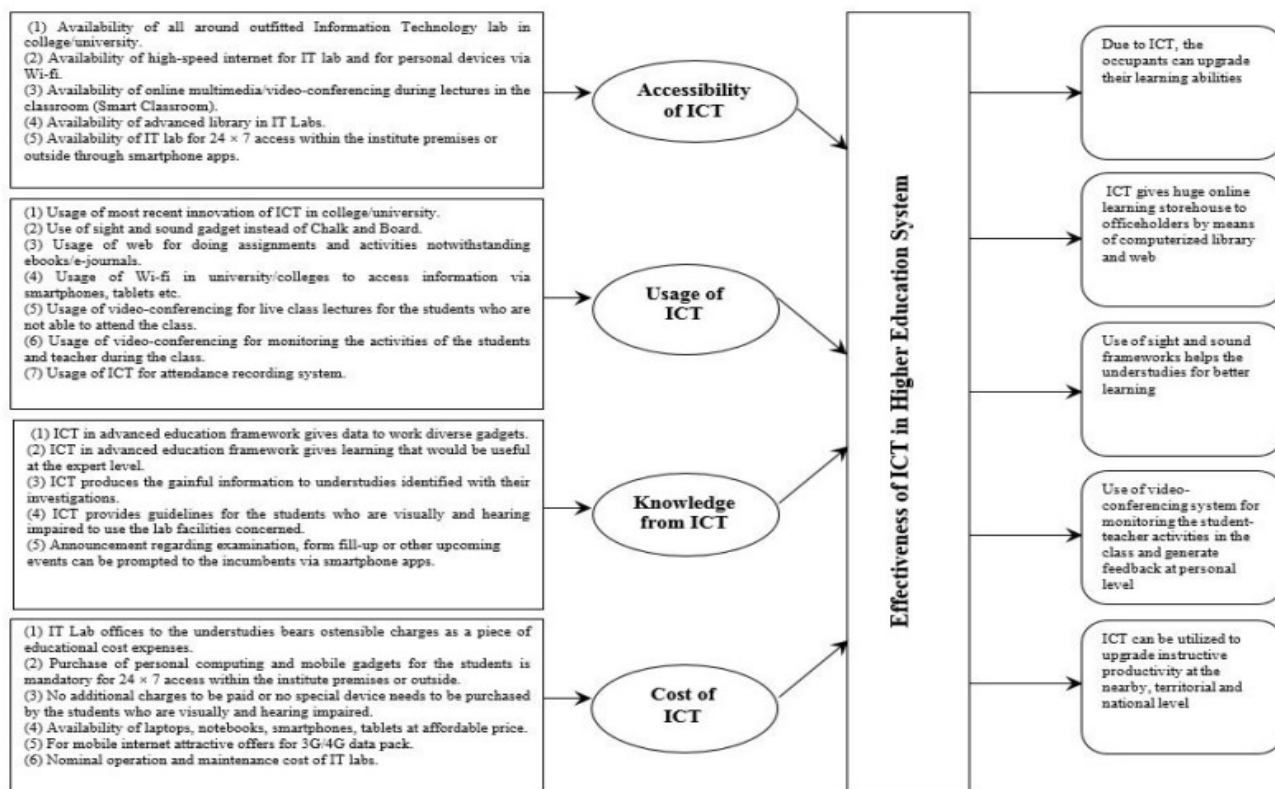 (1) Availability of all around outfitted Information Technology lab in
college/university.
(2) Availability of high-speed internet for IT lab and for personal devices via
Wi-fi.
(3) Availability of online multimedia/video-conferencing during lectures in the
classroom (Smart Classroom).
(4) Availability of advanced library in IT Labs.
(5) Availability of IT lab for 24 × 7 access within the institute premises or
outside through smartphone apps.
Accessibility
of ICT
(1) Usage of most recent innovation of ICT in college/university.
(2) Use of sight and sound gadget instead of Chalk and Board.
(3) Usage of web for doing assignments and activities notwithstanding
ebooks/e-journals.
(4) Usage of Wi-fi in university/colleges to access information via
smartphones, tablets etc.
(5) Usage of video-conferencing for live class lectures for the students who are
not able to attend the class.
(6) Usage of video-conferencing for monitoring the activities of the students
and teacher during the class.
(7) Usage of ICT for attendance recording system.
Usage of
ICT
(1) ICT in advanced education framework gives data to work diverse gadgets.
(2) ICT in advanced education framework gives learning that would be useful
at the expert level.
(3) ICT produces the gainful information to understudies identified with their
investigations.
(4) ICT provides guidelines for the students who are visually and hearing
impaired to use the lab facilities concerned.
(5) Announcement regarding examination, form fill-up or other upcoming
events can be prompted to the incumbents via smartphone apps.
Knowledge
from ICT
(1) IT Lab offices to the understudies bears ostensible charges as a piece of
educational cost expenses.
(2) Purchase of personal computing and mobile gadgets for the students is
mandatory for 24 × 7 access within the institute premises or outside.
(3) No additional charges to be paid or no special device needs to be purchased
by the students who are visually and hearing impaired.
(4) Availability of laptops, notebooks, smartphones, tablets at affordable price.
(5) For mobile internet attractive offers for 3G/4G data pack.
(6) Nominal operation and maintenance cost of IT labs.
Cost of
ICT
Effectiveness of ICT in Higher Education System
Due to ICT, the
occupants can upgrade
their learning abilities
ICT gives huge online
learning storehouse to
officeholders by means
of computerized library
and web
Use of sight and sound
frameworks helps the
understudies for better
learning
Use of video-
conferencing system for
monitoring the student-
teacher activities in
the class and generate
feedback at personal
level
ICT can be utilized to
upgrade instructive
productivity at the
nearby, territorial and
national level